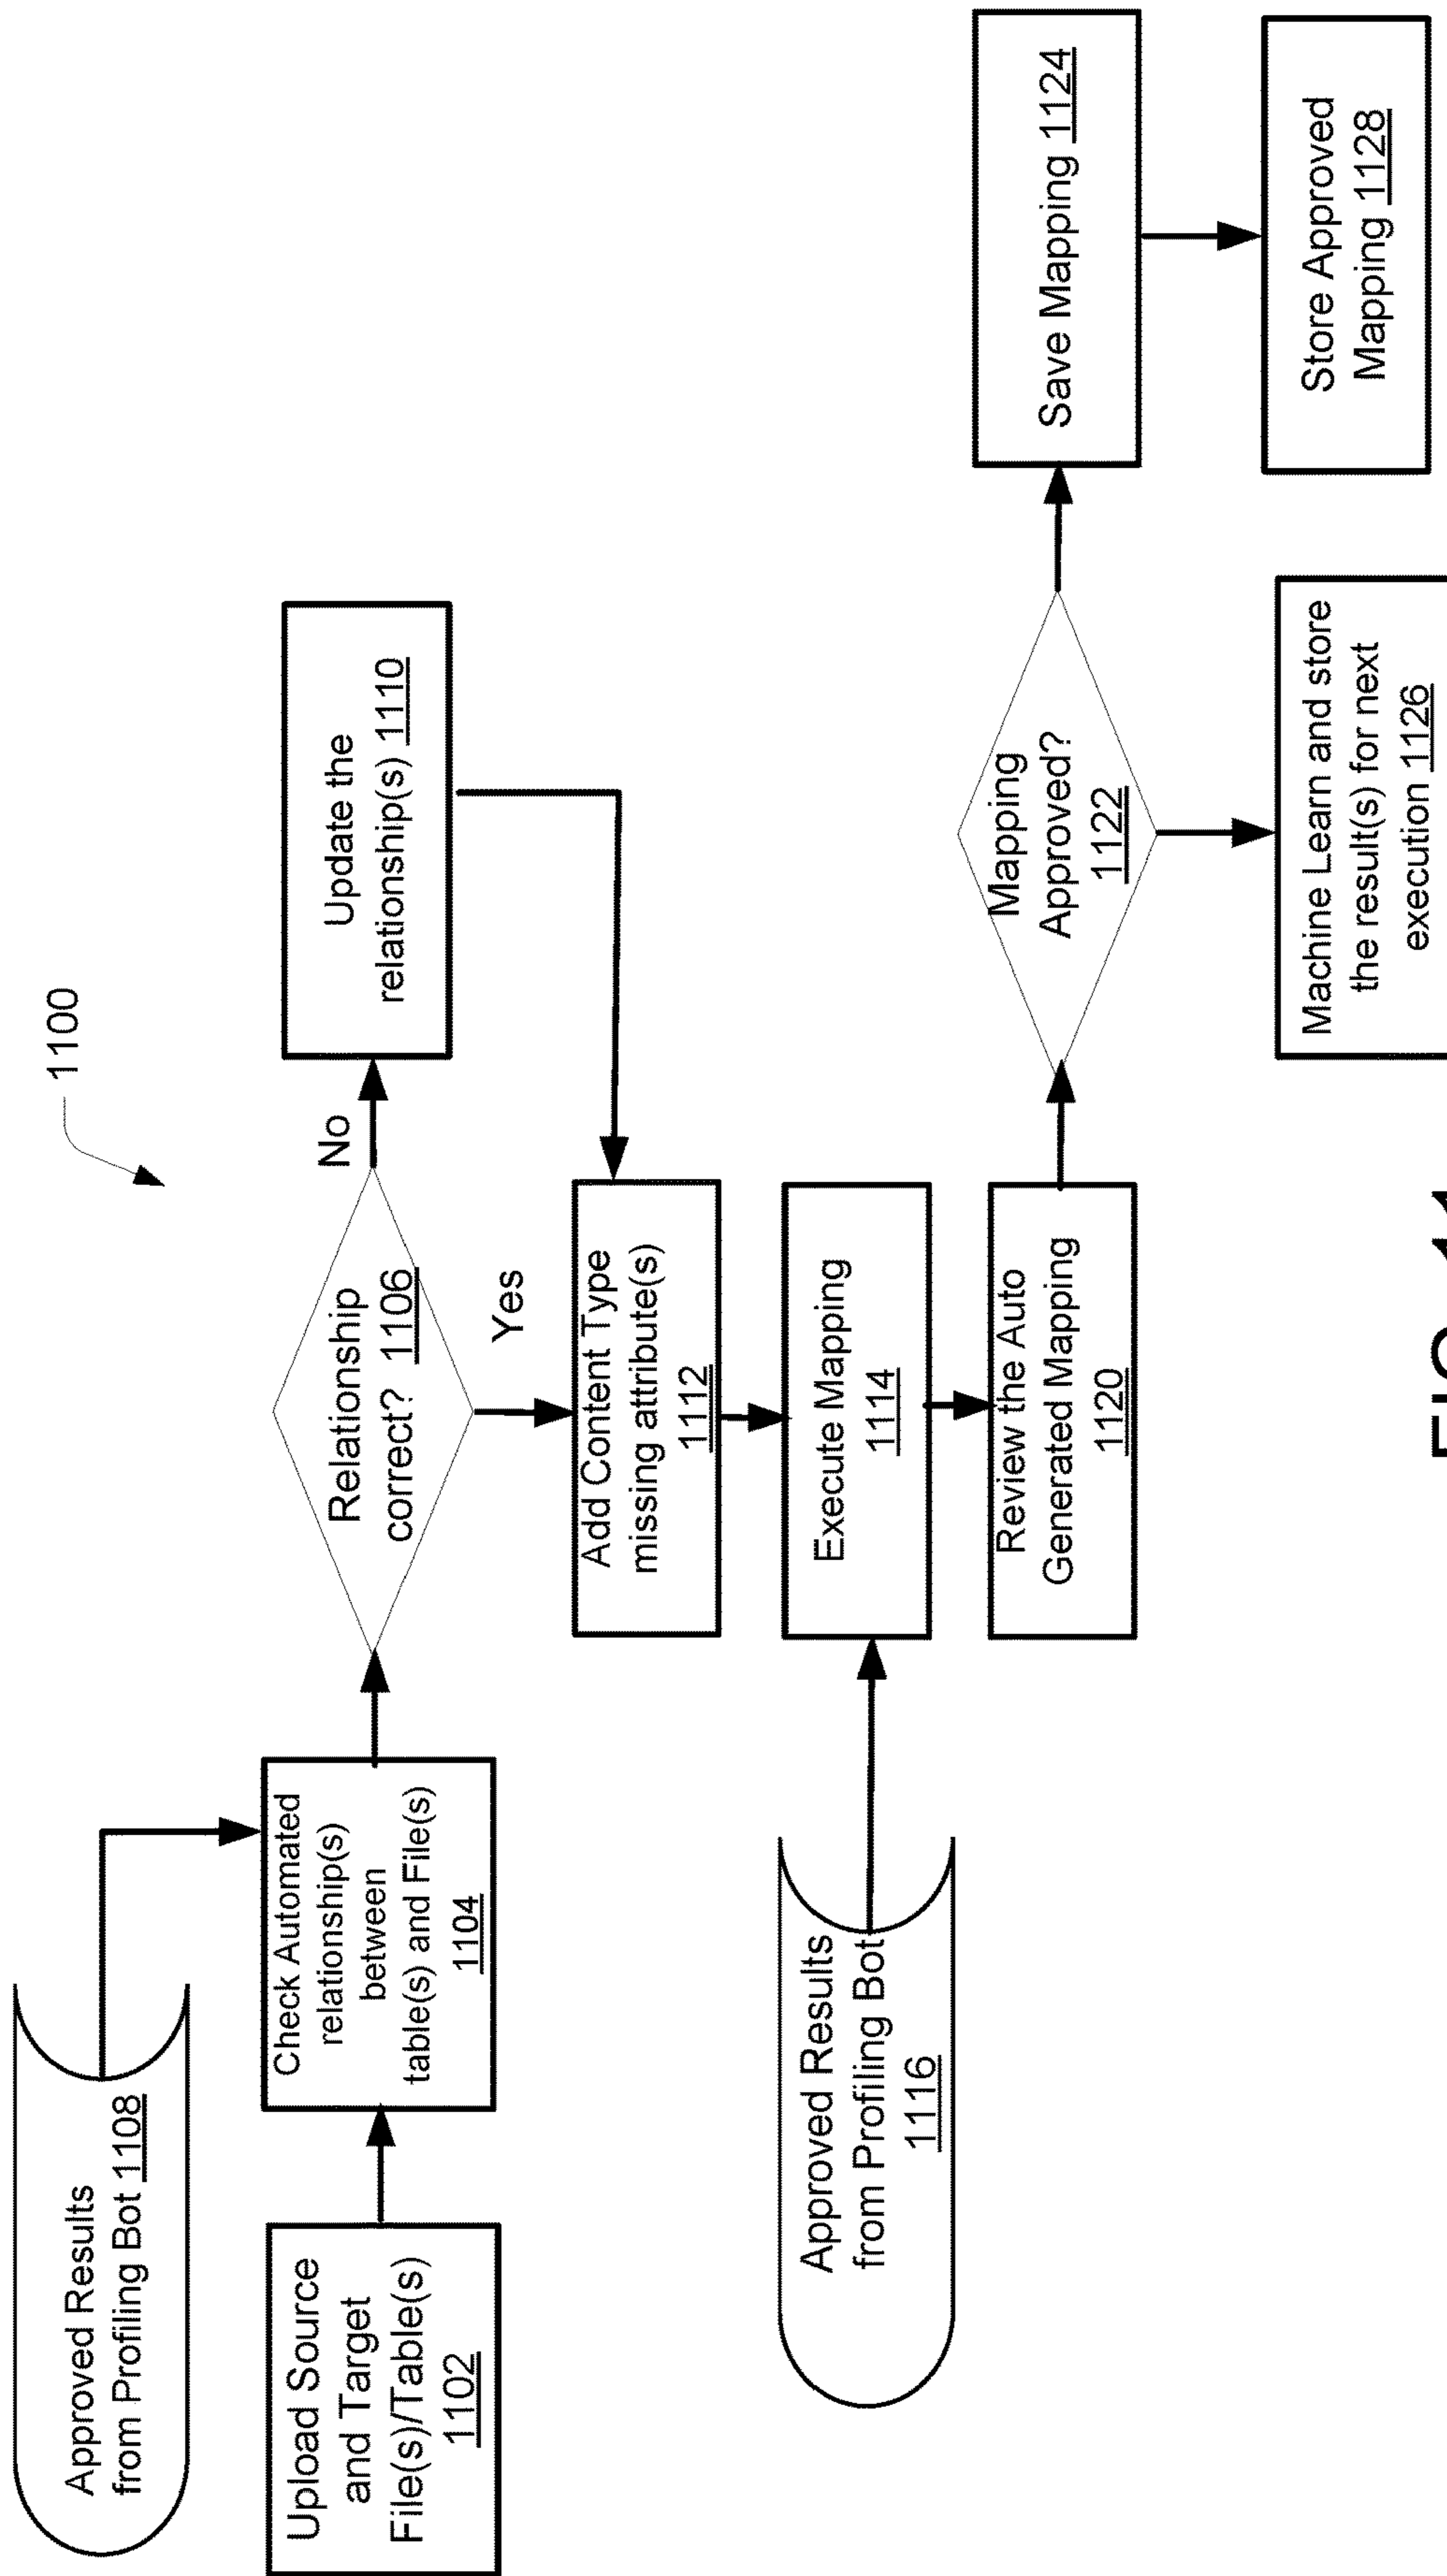 1100
Approved Results
from Profiling Bot 1108
Upload Source
and Target
File(s)/Table(s)
1102
Check Automated
relationship(s)
between
table(s) and File(s)
1104
Relationship
correct? 1106
No
Update the
relationship(s) 1110
Yes
Add Content Type
missing attribute(s)
1112
Approved Results
from Profiling Bot
1116
Execute Mapping
1114
Review the Auto
Generated Mapping
1120
Mapping
Approved?
1122
Save Mapping 1124
Machine Learn and store
the result(s) for next
execution 1126
Store Approved
Mapping 1128